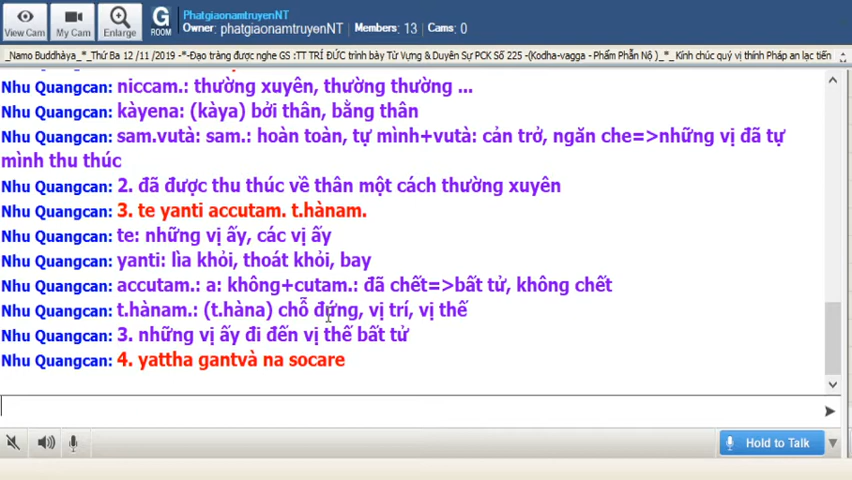 View Cam
My Cam
Enlarge
G
ROOM
PhatgiaonamtruyenNT
Owner: phatgiaonamtruyenNT Members: 13 Cams: 0
_Namo Buddhàya_*_Thứ Ba 12 /11 /2019 -*-Đạo tràng được nghe GS :TT TRÍ ĐỨC trình bày Từ Vựng & Duyên Sự PCK Số 225 -(Kodha-vagga - Phẩm Phẫn Nộ )_*_ Kính chúc quý vị thính Pháp an lạc tiến
Nhu Quangcan: niccam.: thường xuyên, thường thường ...
Nhu Quangcan: kàyena: (kàya) bởi thân, bằng thân
Nhu Quangcan: sam.vutà: sam.: hoàn toàn, tự mình+vutà: cản trở, ngăn che=>những vị đã tự
mình thu thúc
Nhu Quangcan: 2. đã được thu thúc về thân một cách thường xuyên
Nhu Quangcan: 3. te yanti accutam. t.hànam.
Nhu Quangcan: te: những vị ấy, các vị ấy
Nhu Quangcan: yanti: lìa khỏi, thoát khỏi, bay
Nhu Quangcan: accutam.: a: không+cutam.: đã chết=>bất tử, không chết
Nhu Quangcan: t.hànam.: (t.hàna) chỗ đứng, vị trí, vị thế
Nhu Quangcan: 3. những vị ấy đi đến vị thế bất tử
Nhu Quangcan: 4. yattha gantvà na socare
Hold to Talk